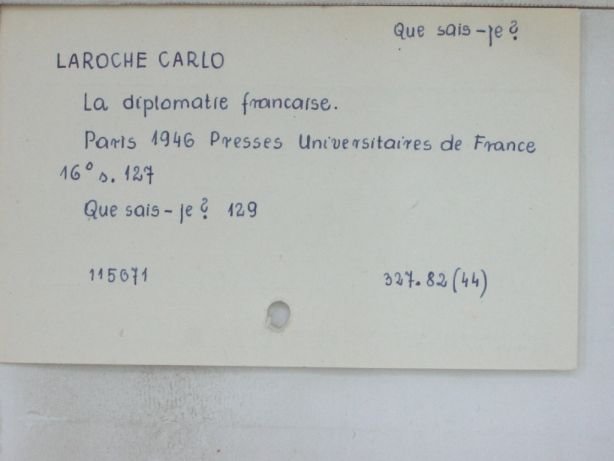 Que sais-je?
LAROCHE CARLO
La diplomatie francaise.
Paris 1946 Presses Universitaires de France
16° s. 127
Que sais-je? 129
115671 327.82(44)